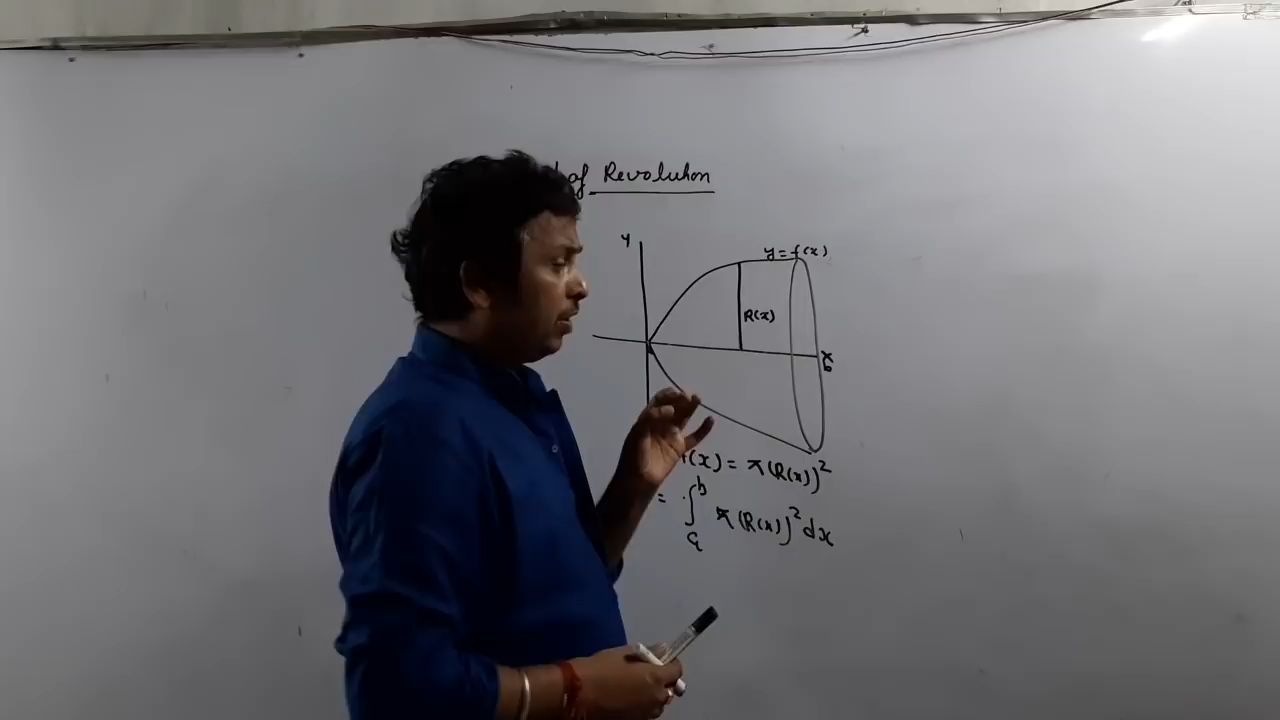 of Revolution
y
y = f(x)
R(x)
x
b
(x) = π(R(x))²
= ∫ₐᵇ π(R(x))² dx